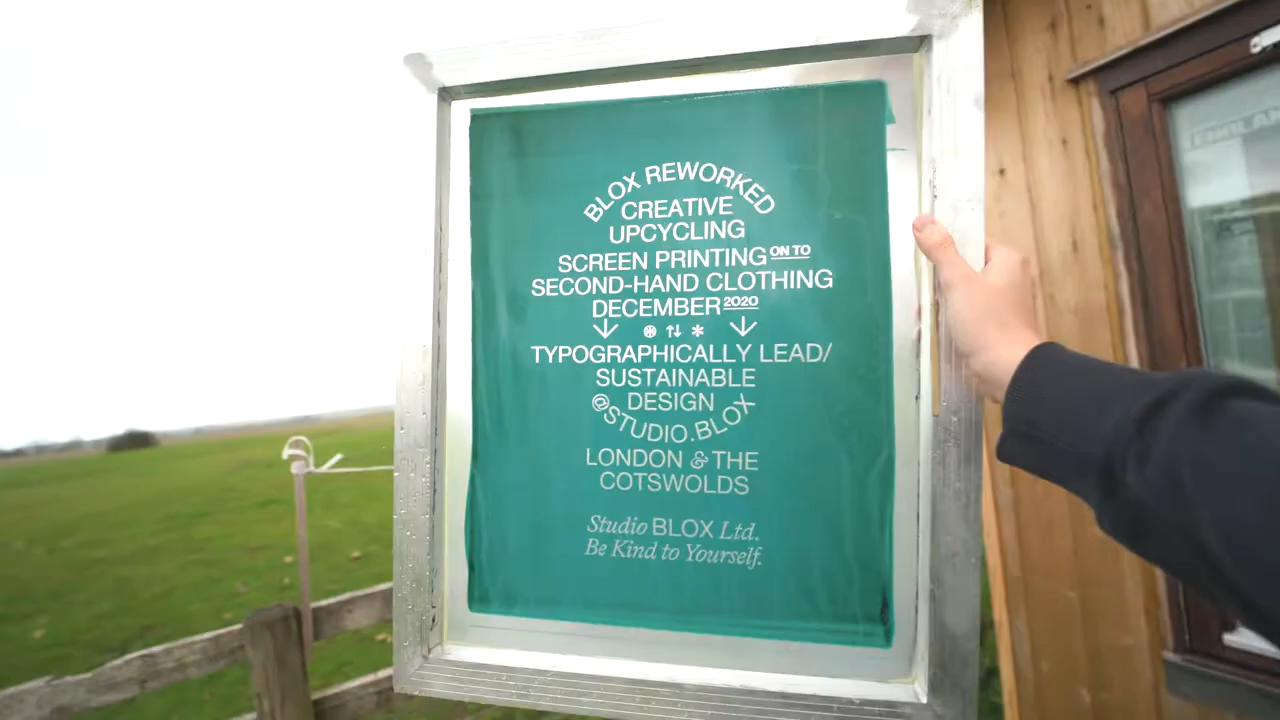 BLOX REWORKED
CREATIVE
UPCYCLING
SCREEN PRINTING ON TO
SECOND-HAND CLOTHING
DECEMBER 2020
↓ ⇅ * ↓
TYPOGRAPHICALLY LEAD/
SUSTAINABLE
DESIGN
@STUDIO.BLOX
LONDON & THE
COTSWOLDS
Studio BLOX Ltd.
Be Kind to Yourself.